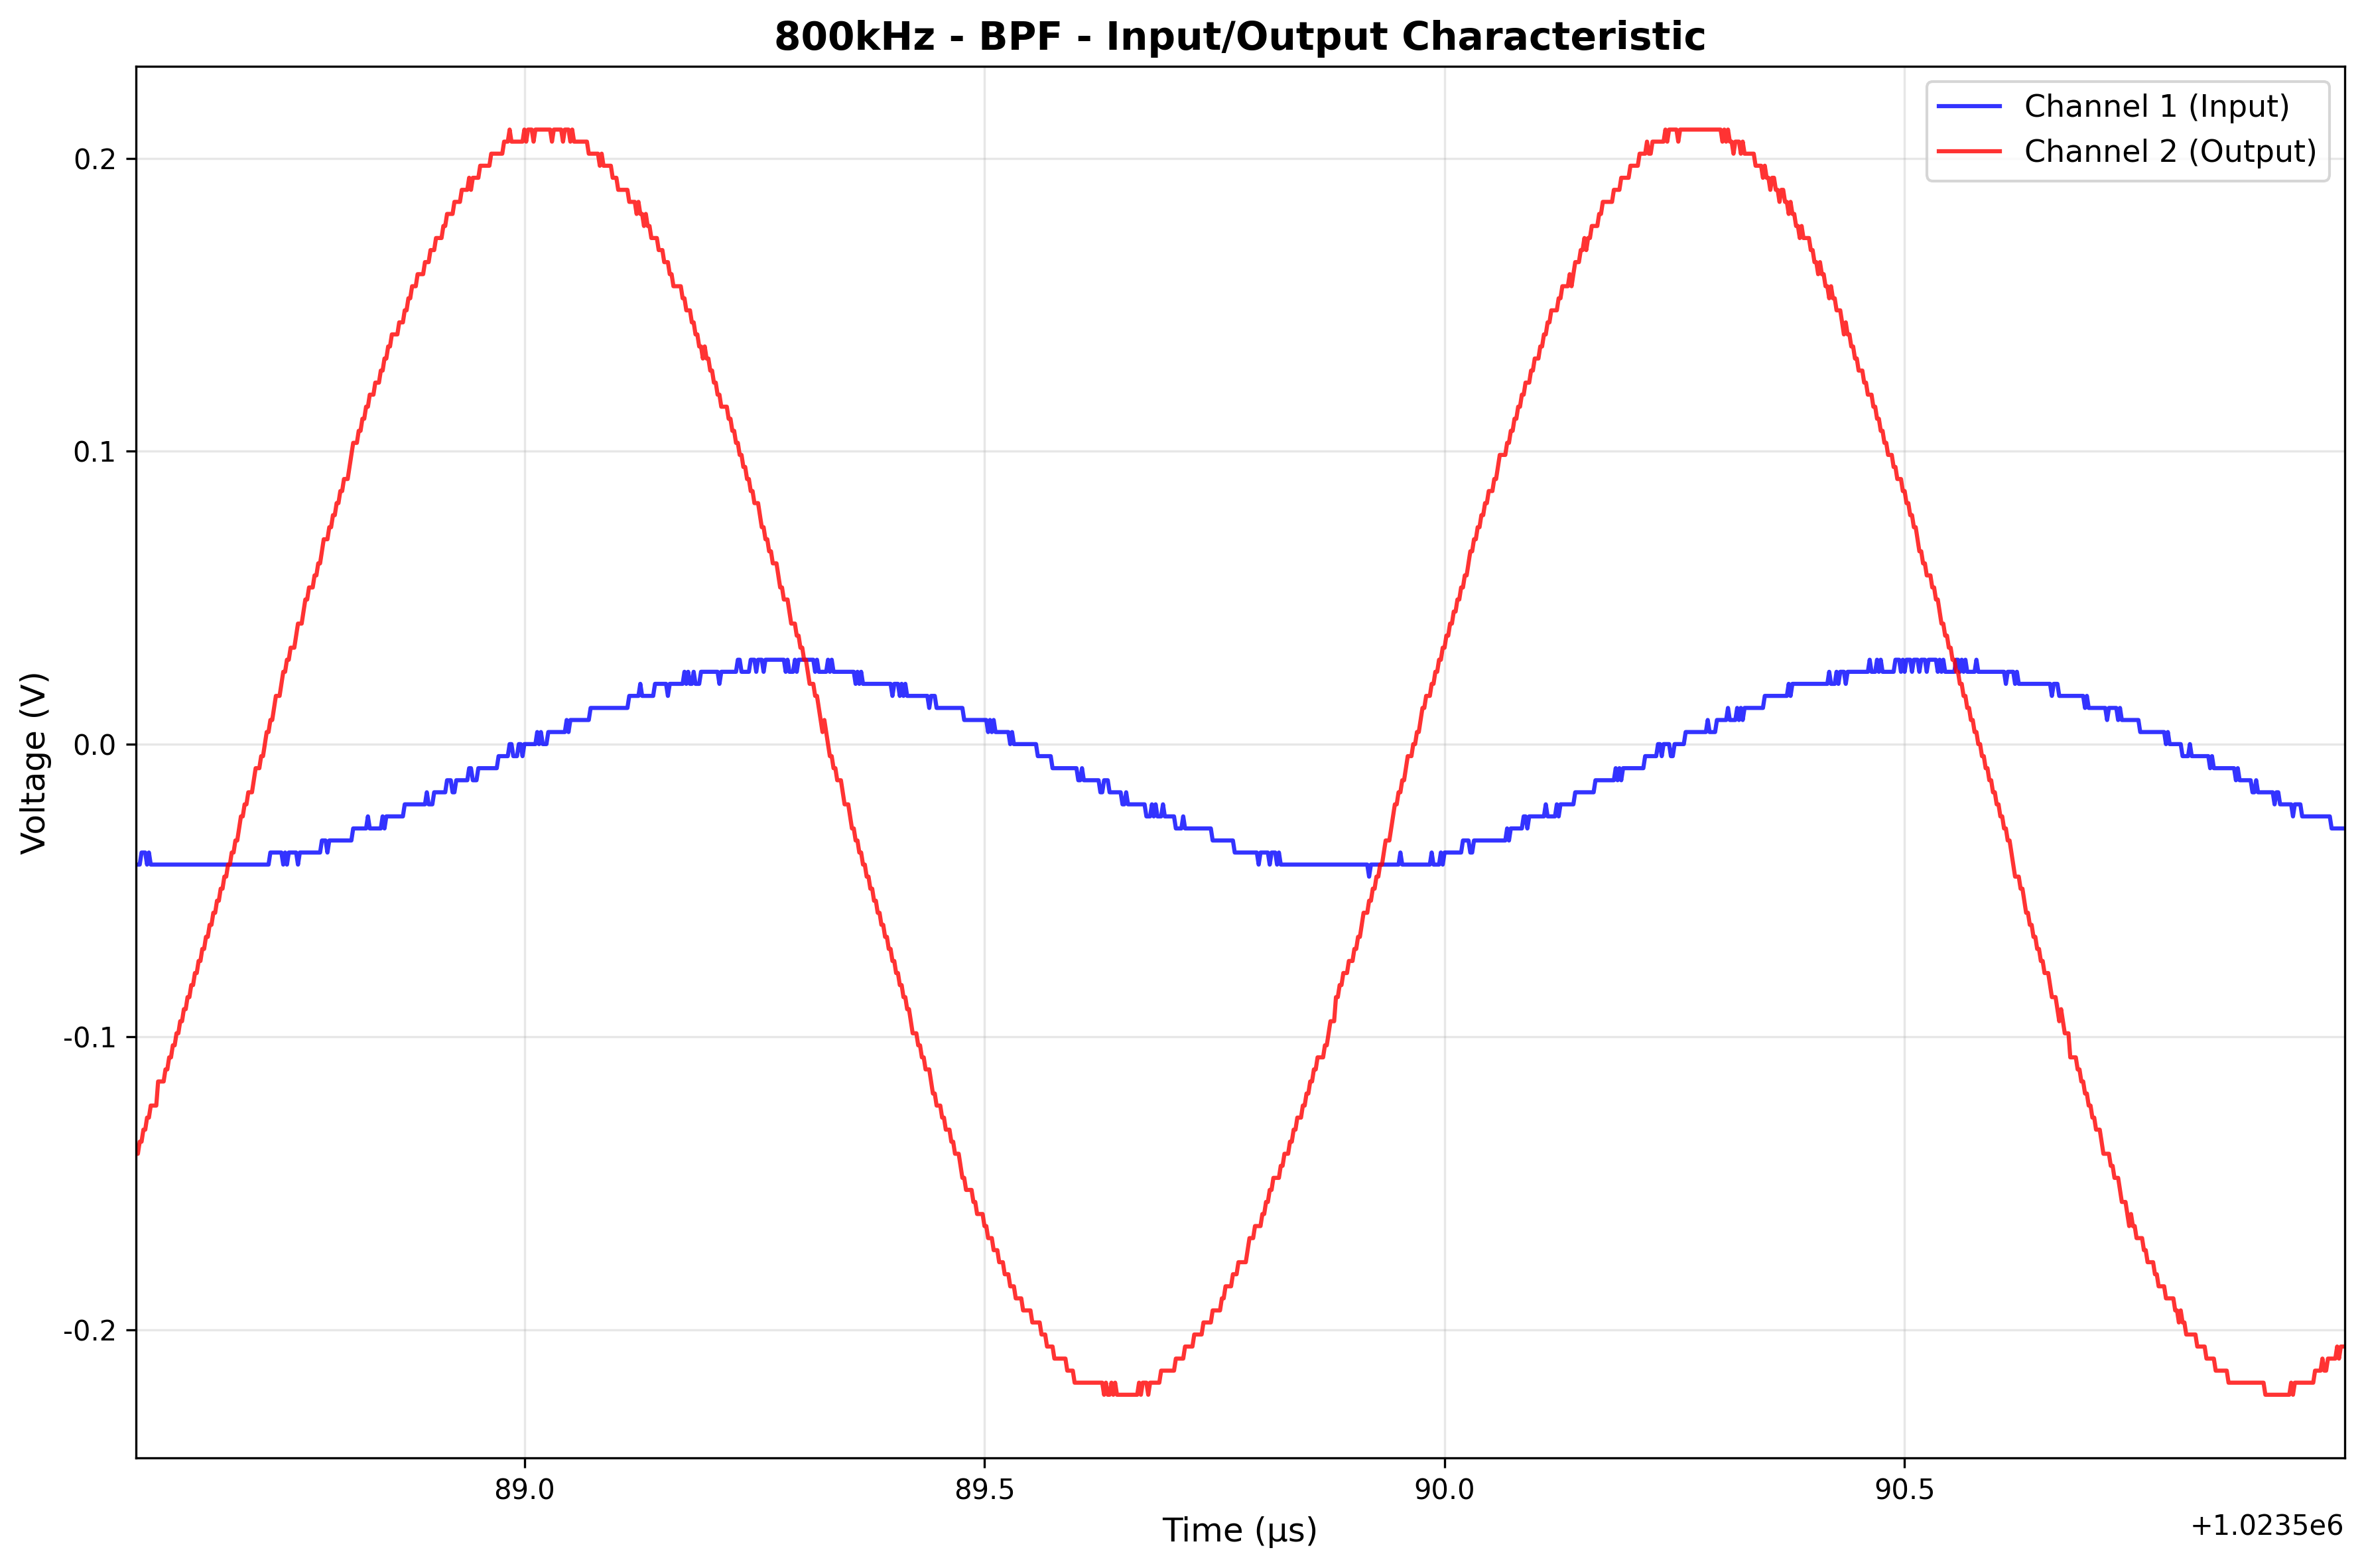 800kHz - BPF - Input/Output Characteristic
Channel 1 (Input)
Channel 2 (Output)
Voltage (V)
0.2
0.1
0.0
-0.1
-0.2
89.0 89.5 90.0 90.5
Time (μs)
+1.0235e6